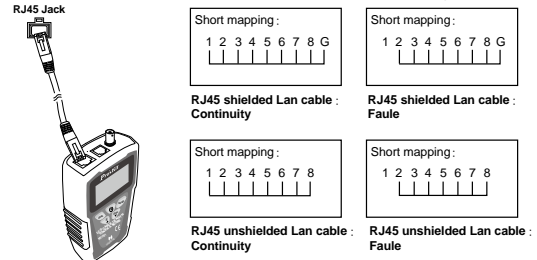 RJ45 Jack
Short mapping:
1 2 3 4 5 6 7 8 G
RJ45 shielded Lan cable:
Continuity
Short mapping:
1 2 3 4 5 6 7 8 G
RJ45 shielded Lan cable:
Faule
Short mapping:
1 2 3 4 5 6 7 8
RJ45 unshielded Lan cable:
Continuity
Short mapping:
1 2 3 4 5 6 7 8
RJ45 unshielded Lan cable:
Faule